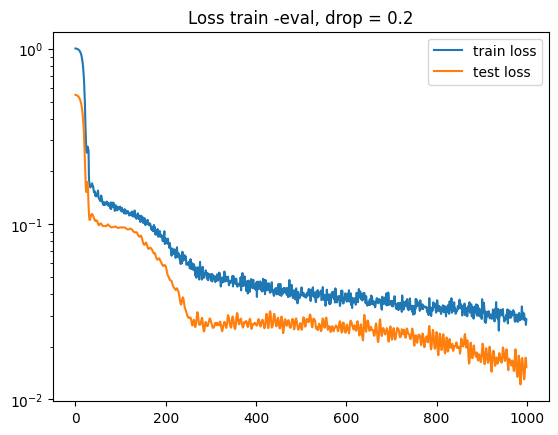 Loss train -eval, drop = 0.2
train loss
test loss
10⁰
10⁻¹
10⁻²
0 200 400 600 800 1000